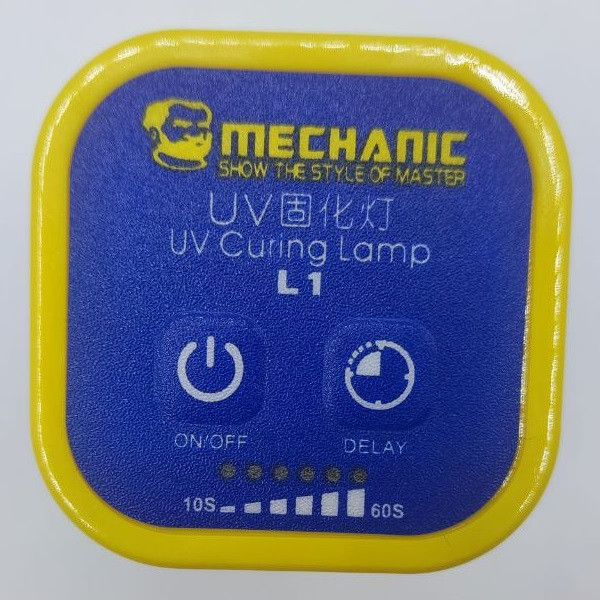 MECHANIC
SHOW THE STYLE OF MASTER
UV固化灯
UV Curing Lamp
L1
ON/OFF DELAY
10S 60S